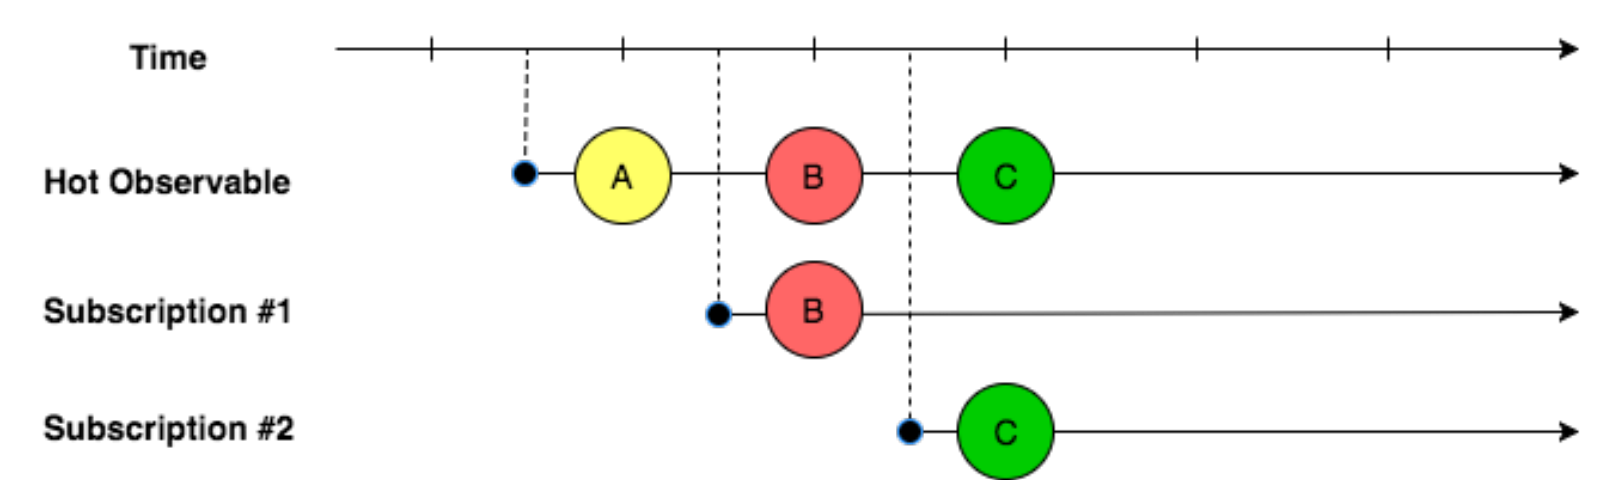 Time
Hot Observable A B C
Subscription #1 B
Subscription #2 C